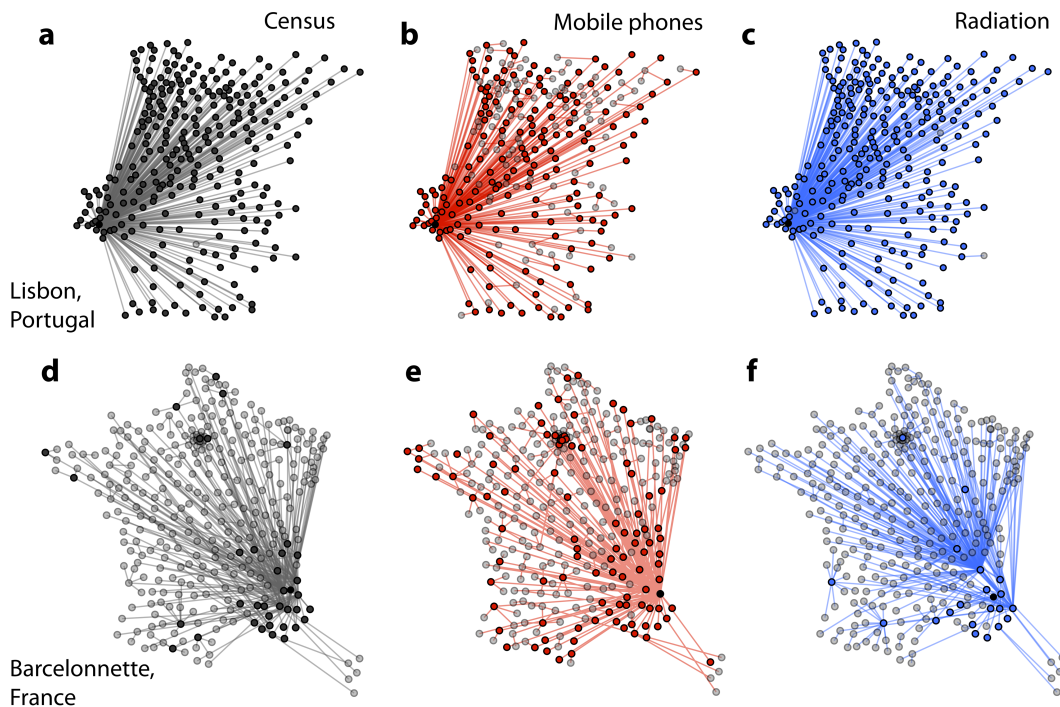 a
Census
b
Mobile phones
c
Radiation
Lisbon,
Portugal
d
e
f
Barcelonnette,
France